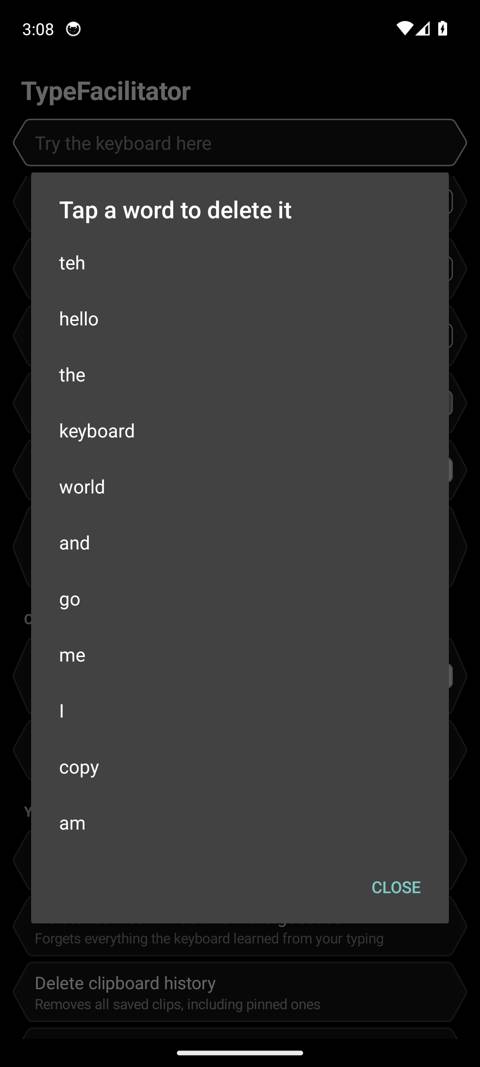 3:08
TypeFacilitator
Try the keyboard here
Tap a word to delete it
teh
hello
the
keyboard
world
and
go
me
I
copy
am
CLOSE
Forgets everything the keyboard learned from your typing
Delete clipboard history
Removes all saved clips, including pinned ones